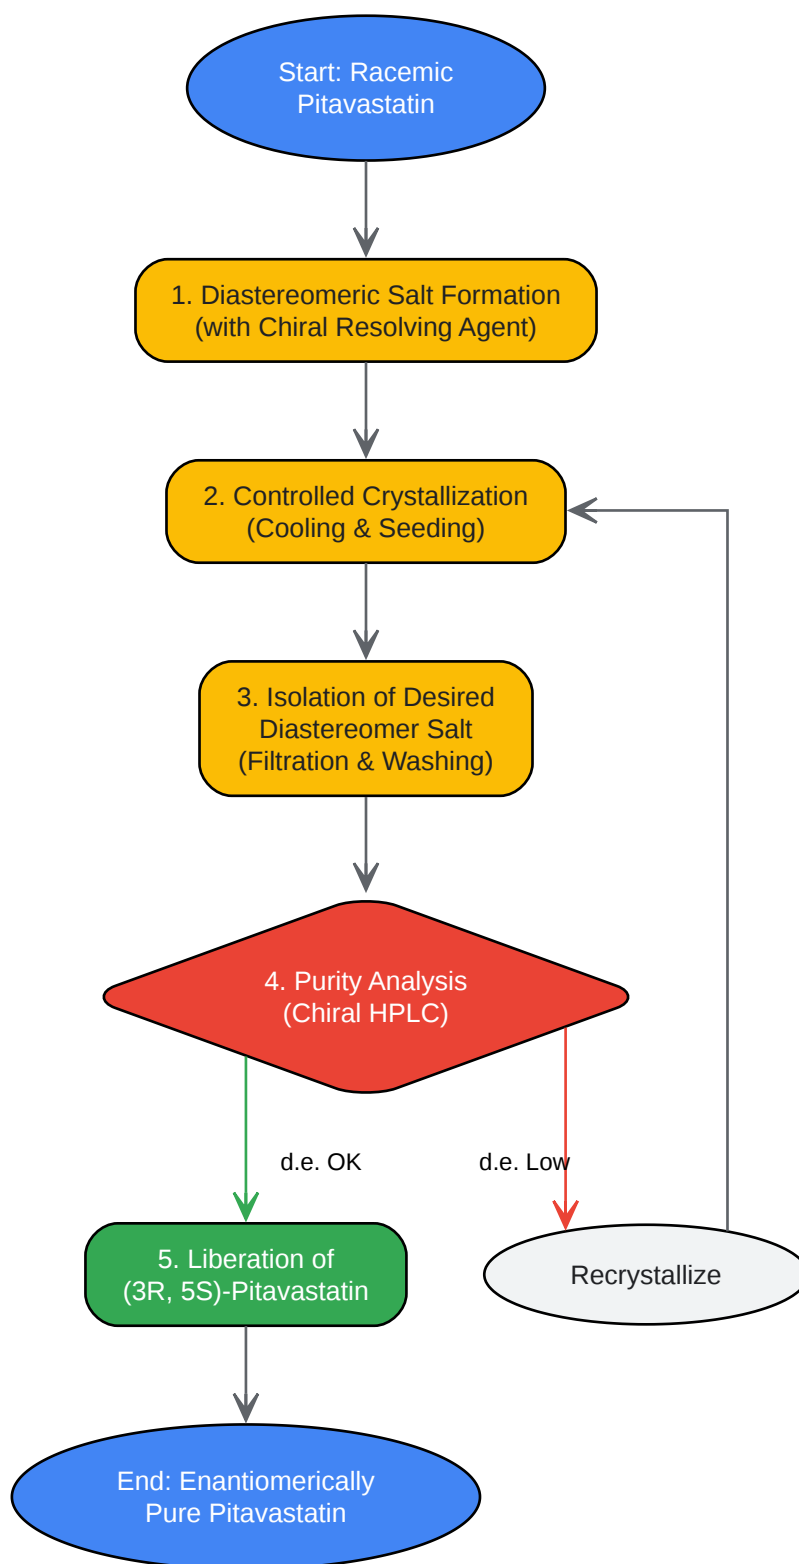 Start: Racemic
Pitavastatin
1. Diastereomeric Salt Formation
(with Chiral Resolving Agent)
2. Controlled Crystallization
(Cooling & Seeding)
3. Isolation of Desired
Diastereomer Salt
(Filtration & Washing)
4. Purity Analysis
(Chiral HPLC)
d.e. OK
d.e. Low
5. Liberation of
(3R, 5S)-Pitavastatin
Recrystallize
End: Enantiomerically
Pure Pitavastatin